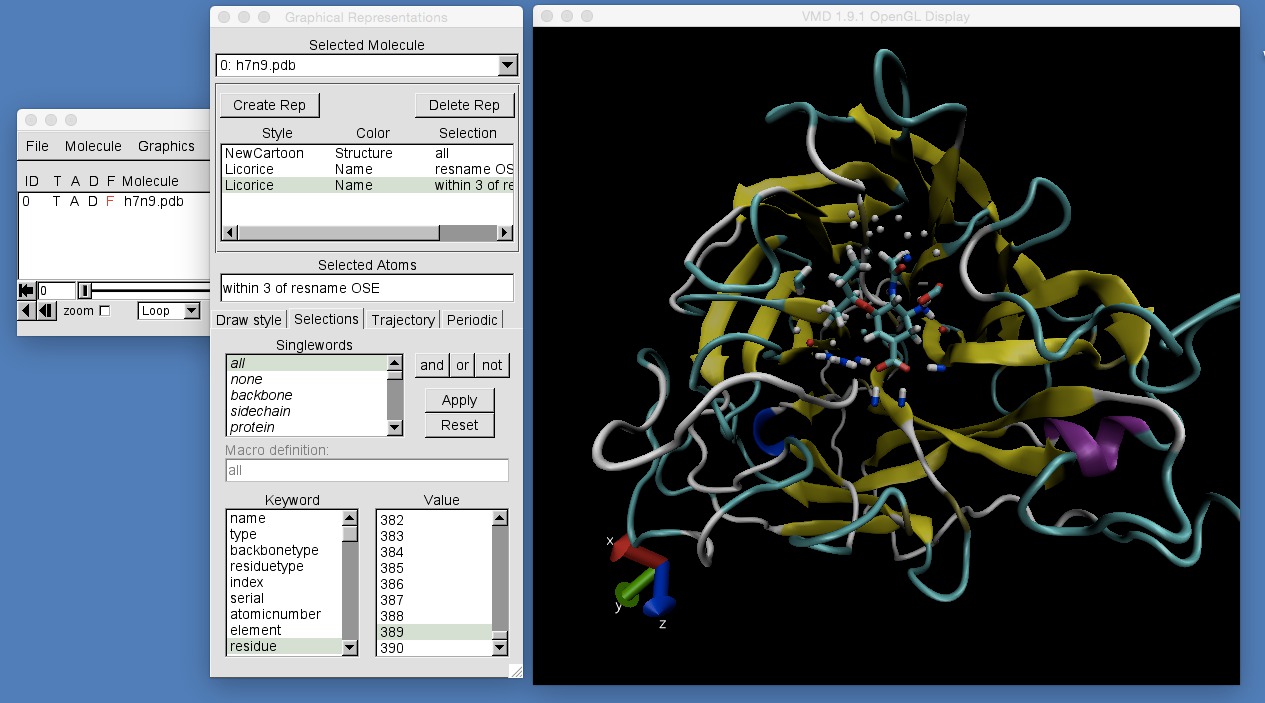 Graphical Representations
VMD 1.9.1 OpenGL Display
Selected Molecule
0: h7n9.pdb
Create Rep
Delete Rep
Style Color Selection
NewCartoon Structure all
Licorice Name resname OS
Licorice Name within 3 of re
File Molecule Graphics
ID T A D F Molecule
0 T A D F h7n9.pdb
0
zoom Loop
Selected Atoms
within 3 of resname OSE
Draw style Selections Trajectory Periodic
Singlewords
all
none
backbone
sidechain
protein
and or not
Apply
Reset
Macro definition:
all
Keyword
name
type
backbonetype
residuetype
index
serial
atomicnumber
element
residue
Value
382
383
384
385
386
387
388
389
390
x
y
z